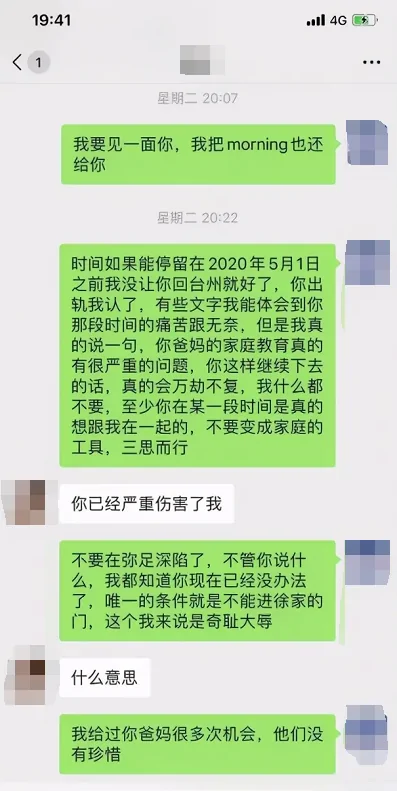 19:41
4G
1
星期二 20:07
我要见一面你，我把morning也还
给你
星期二 20:22
时间如果能停留在2020年5月1日
之前我没让你回台州就好了，你出
轨我认了，有些文字我能体会到你
那段时间的痛苦跟无奈，但是我真
的说一句，你爸妈的家庭教育真的
有很严重的问题，你这样继续下去
的话，真的会万劫不复，我什么都
不要，至少你在某一段时间是真的
想跟我在一起的，不要变成家庭的
工具，三思而行
你已经严重伤害了我
不要在弥足深陷了，不管你说什
么，我都知道你现在已经没办法
了，唯一的条件就是不能进徐家的
门，这个我来说是奇耻大辱
什么意思
我给过你爸妈很多次机会，他们没
有珍惜